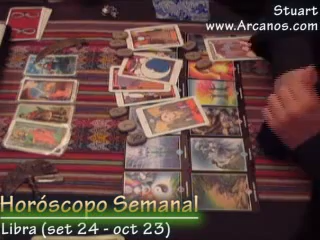 Stuart
www.Arcanos.com
Horóscopo Semanal
Libra (set 24 - oct 23)